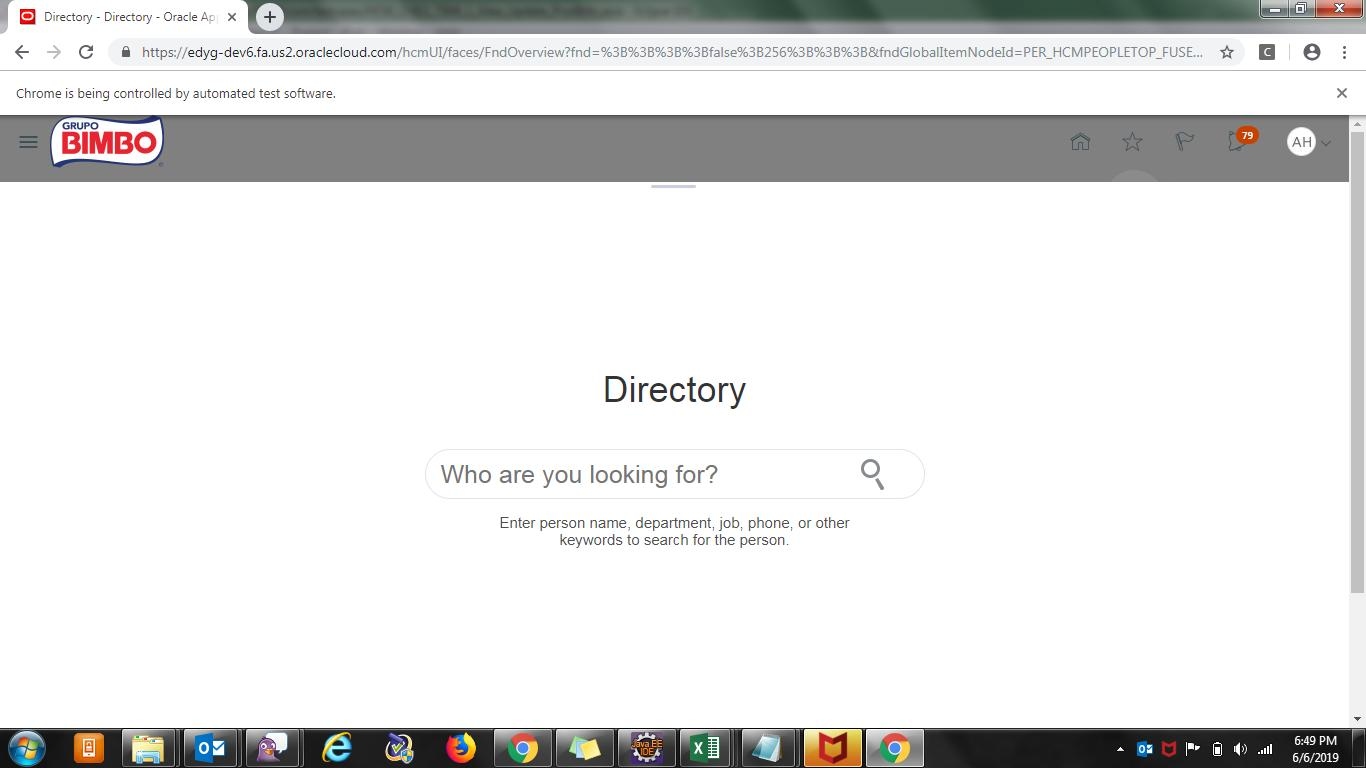 Directory - Directory - Oracle Ap
https://edyg-dev6.fa.us2.oraclecloud.com/hcmUI/faces/FndOverview?fnd=%3B%3B%3B%3Bfalse%3B256%3B%3B%3B&fndGlobalItemNodeId=PER_HCMPEOPLETOP_FUSE...
C
Chrome is being controlled by automated test software.
GRUPO
BIMBO
79
AH
Directory
Who are you looking for?
Enter person name, department, job, phone, or other
keywords to search for the person.
Java EE
IDE
6:49 PM
6/6/2019